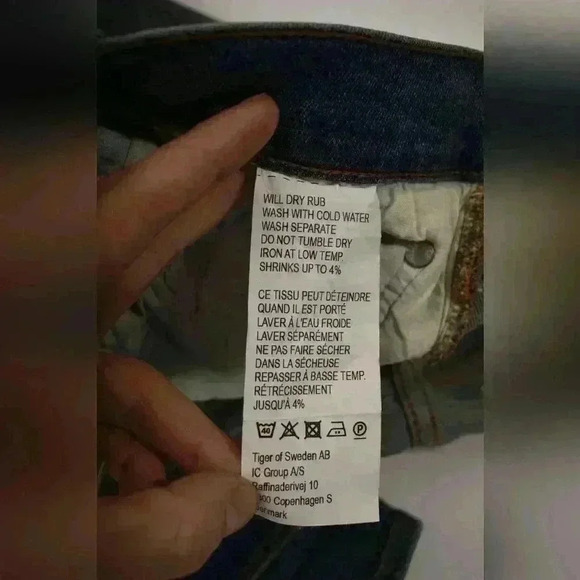 WILL DRY RUB
WASH WITH COLD WATER
WASH SEPARATE
DO NOT TUMBLE DRY
IRON AT LOW TEMP.
SHRINKS UP TO 4%
CE TISSU PEUT DÉTEINDRE
QUAND IL EST PORTÉ
LAVER À L'EAU FROIDE
LAVER SÉPARÉMENT
NE PAS FAIRE SÉCHER
DANS LA SÉCHEUSE
REPASSER À BASSE TEMP.
RÉTRÉCISSEMENT
JUSQU'À 4%
40 P
Tiger of Sweden AB
IC Group A/S
Raffinaderivej 10
Copenhagen S